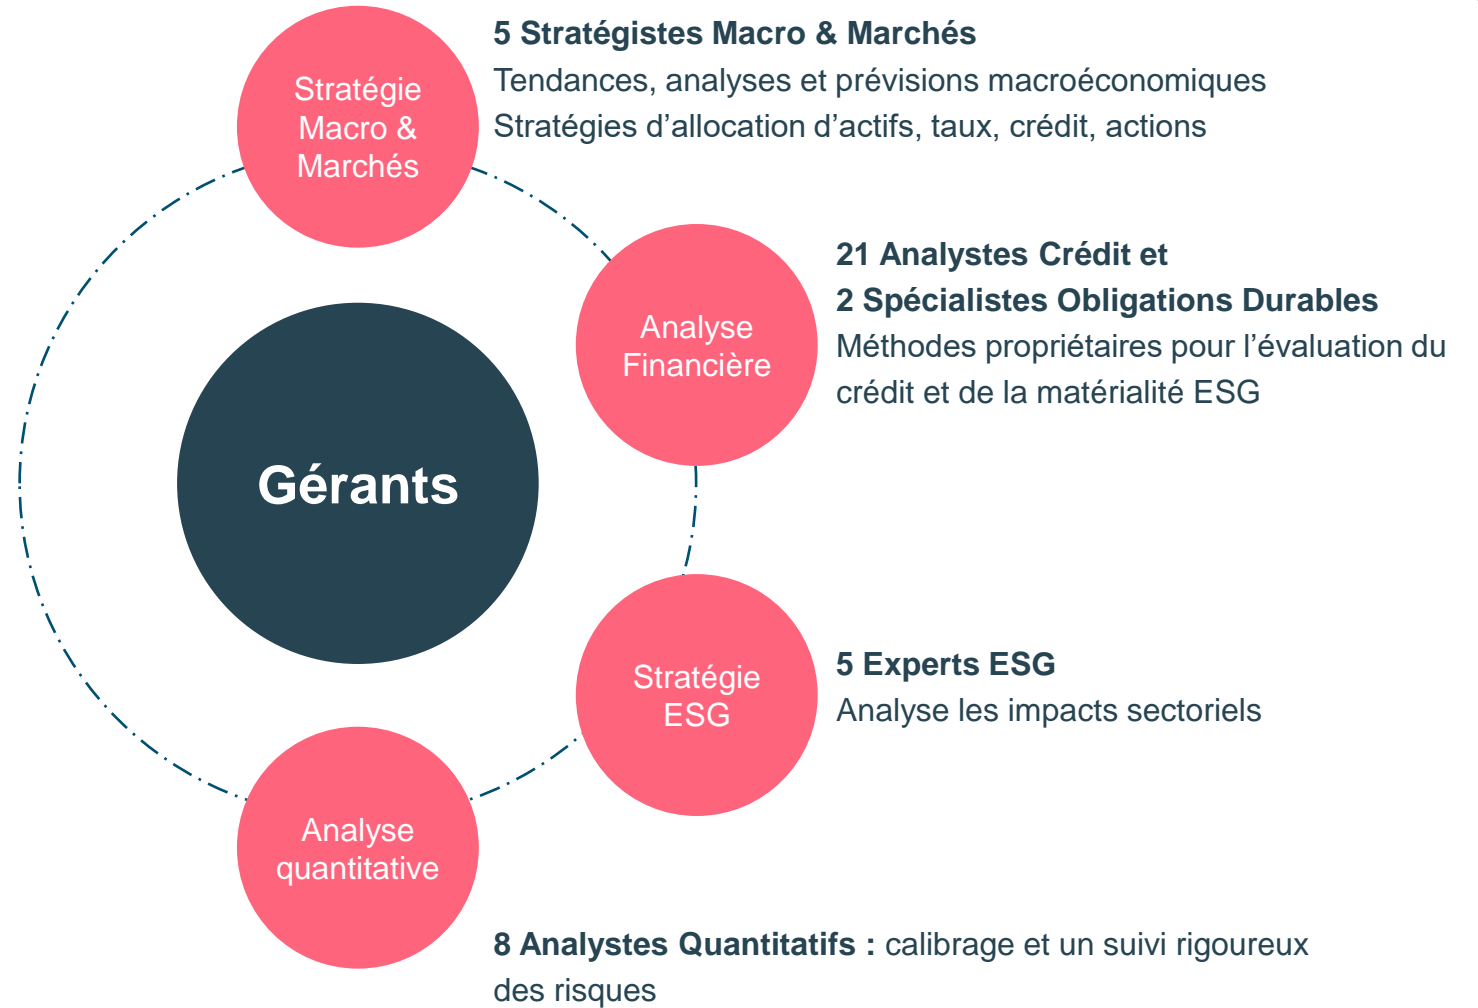 Stratégie
Macro &
Marchés
5 Stratégistes Macro & Marchés
Tendances, analyses et prévisions macroéconomiques
Stratégies d’allocation d’actifs, taux, crédit, actions
Analyse
Financière
21 Analystes Crédit et
2 Spécialistes Obligations Durables
Méthodes propriétaires pour l’évaluation du
crédit et de la matérialité ESG
Gérants
Stratégie
ESG
5 Experts ESG
Analyse les impacts sectoriels
Analyse
quantitative
8 Analystes Quantitatifs : calibrage et un suivi rigoureux
des risques